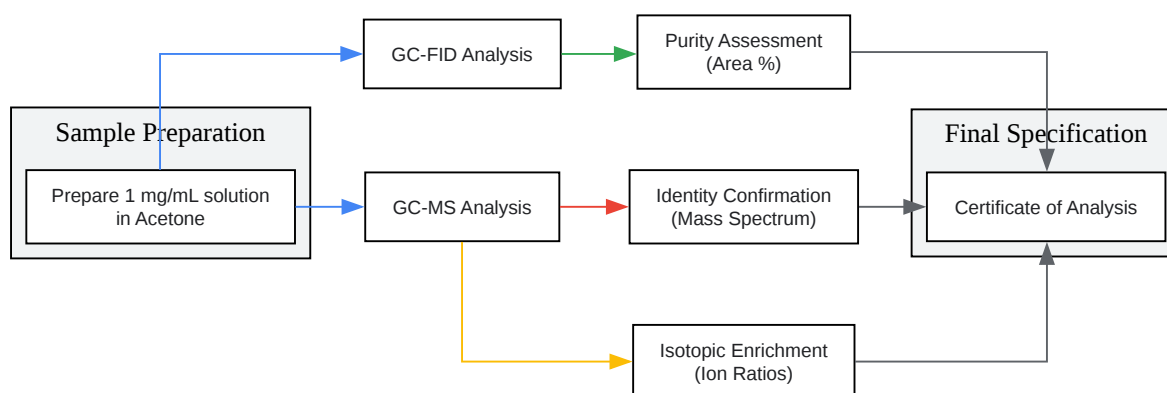 GC-FID Analysis
Purity Assessment
(Area %)
Sample Preparation
Prepare 1 mg/mL solution
in Acetone
GC-MS Analysis
Identity Confirmation
(Mass Spectrum)
Final Specification
Certificate of Analysis
Isotopic Enrichment
(Ion Ratios)